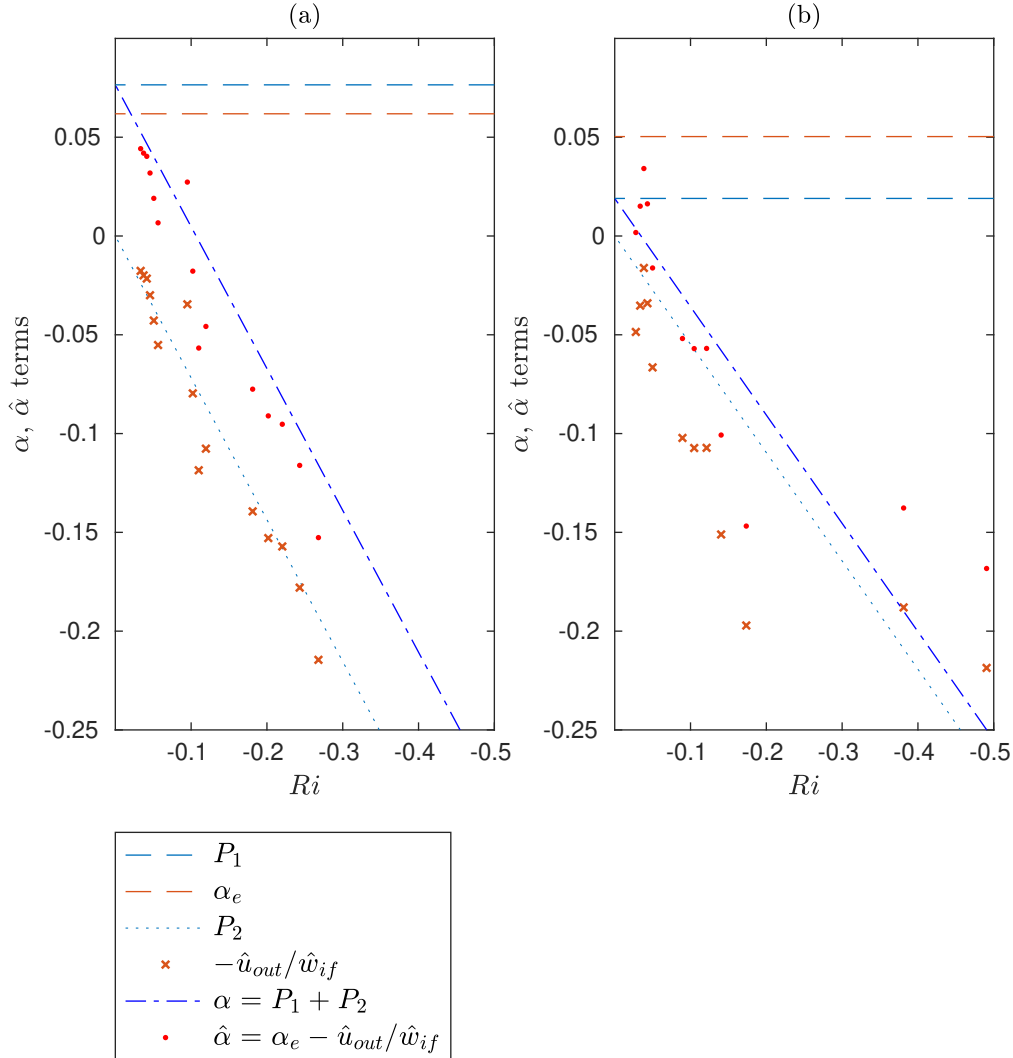 (a)
0.05
0
-0.05
-0.1
-0.15
-0.2
-0.25
-0.1 -0.2 -0.3 -0.4 -0.5
Ri
α, α̂ terms
(b)
0.05
0
-0.05
-0.1
-0.15
-0.2
-0.25
-0.1 -0.2 -0.3 -0.4 -0.5
Ri
α, α̂ terms
P₁
αₑ
P₂
−û_out/ŵ_if
α = P₁ + P₂
α̂ = αₑ − û_out/ŵ_if